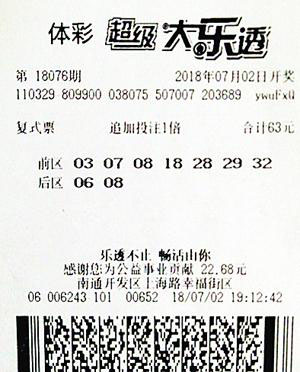 体彩 超级大乐透
第 18076期 2018年07月02日开奖
110329 809900 038075 507007 203689 ywuFxQ
复式票 追加投注1倍 合计63元
前区 03 07 08 18 28 29 32
后区 06 08
乐透不止 畅活由你
感谢您为公益事业贡献 22.68元
南通开发区上海路幸福街区
06 006243 101 00652 18/07/02 19:12:42